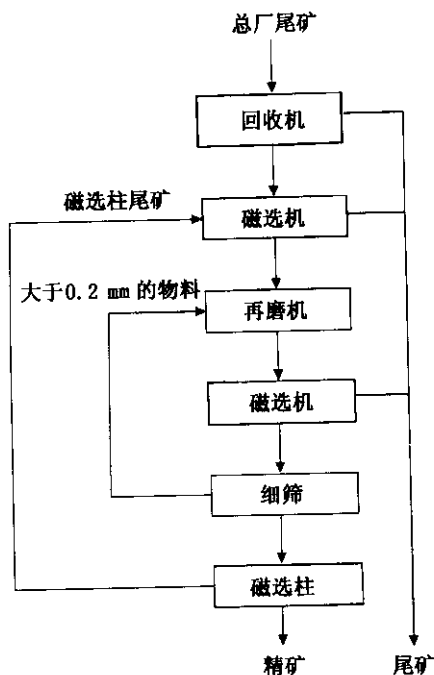 总厂尾矿
回收机
磁选柱尾矿
磁选机
大于0.2 mm 的物料
再磨机
磁选机
细筛
磁选柱
精矿
尾矿